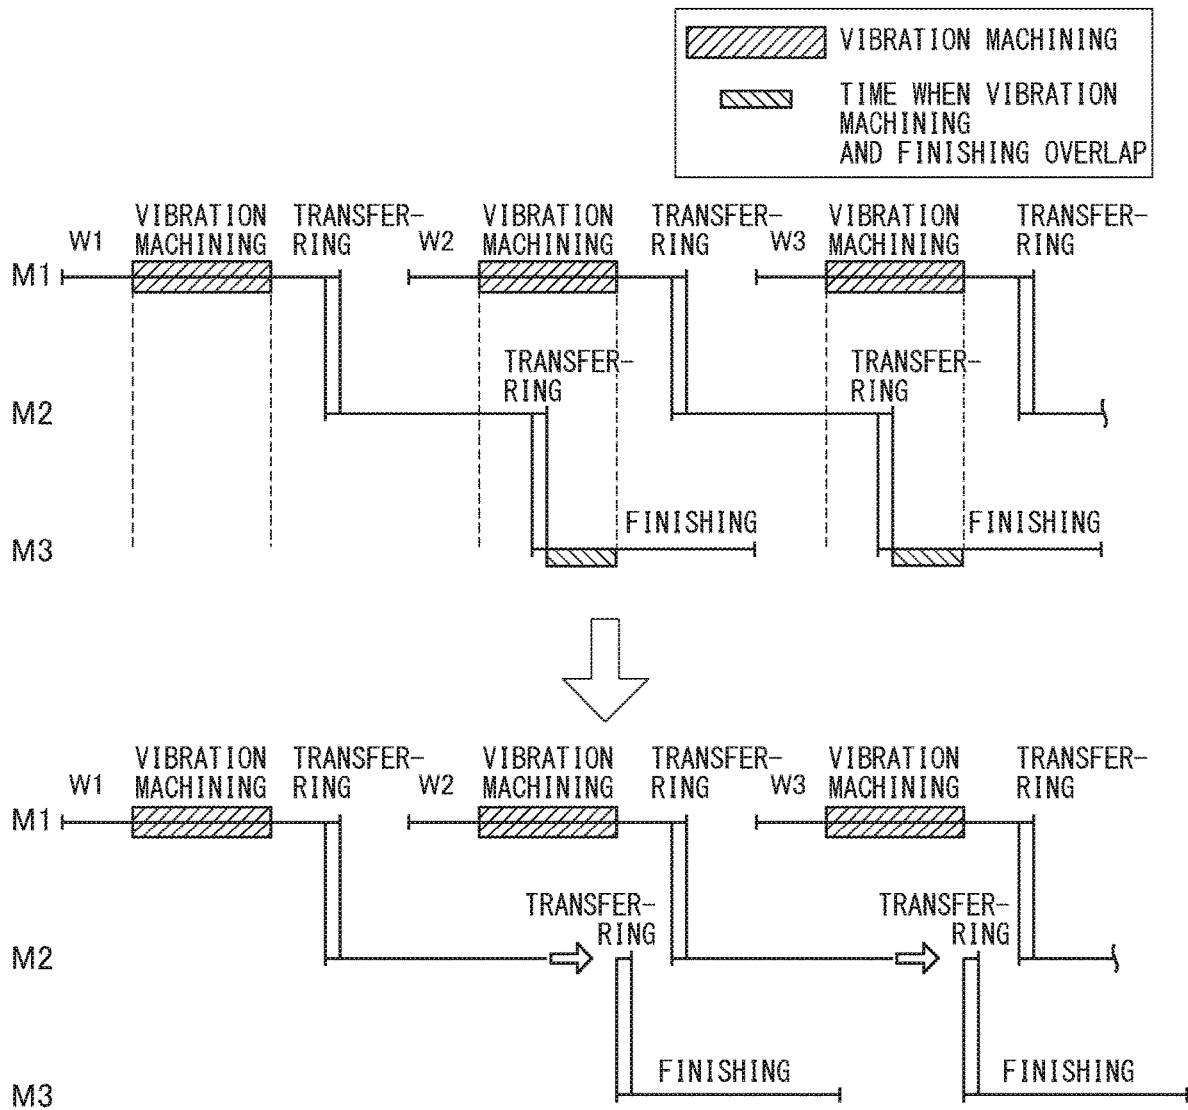 VIBRATION MACHINING
TIME WHEN VIBRATION
MACHINING
AND FINISHING OVERLAP
VIBRATION TRANSFER- VIBRATION TRANSFER- VIBRATION TRANSFER-
W1 MACHINING RING W2 MACHINING RING W3 MACHINING RING
M1
TRANSFER- TRANSFER-
RING RING
M2
FINISHING FINISHING
M3
VIBRATION TRANSFER- VIBRATION TRANSFER- VIBRATION TRANSFER-
W1 MACHINING RING W2 MACHINING RING W3 MACHINING RING
M1
TRANSFER- TRANSFER-
RING RING
M2
FINISHING FINISHING
M3